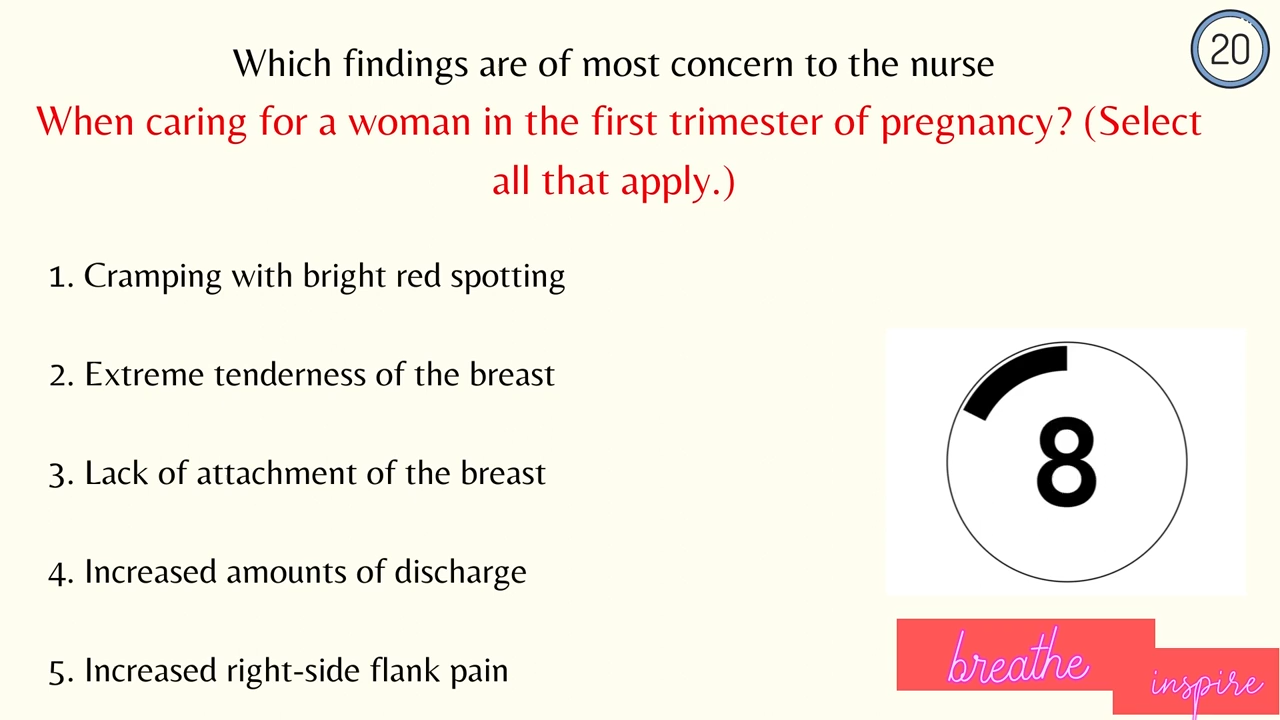 20
Which findings are of most concern to the nurse
When caring for a woman in the first trimester of pregnancy? (Select
all that apply.)
1. Cramping with bright red spotting
2. Extreme tenderness of the breast
3. Lack of attachment of the breast
4. Increased amounts of discharge
5. Increased right-side flank pain
8
breathe
inspire